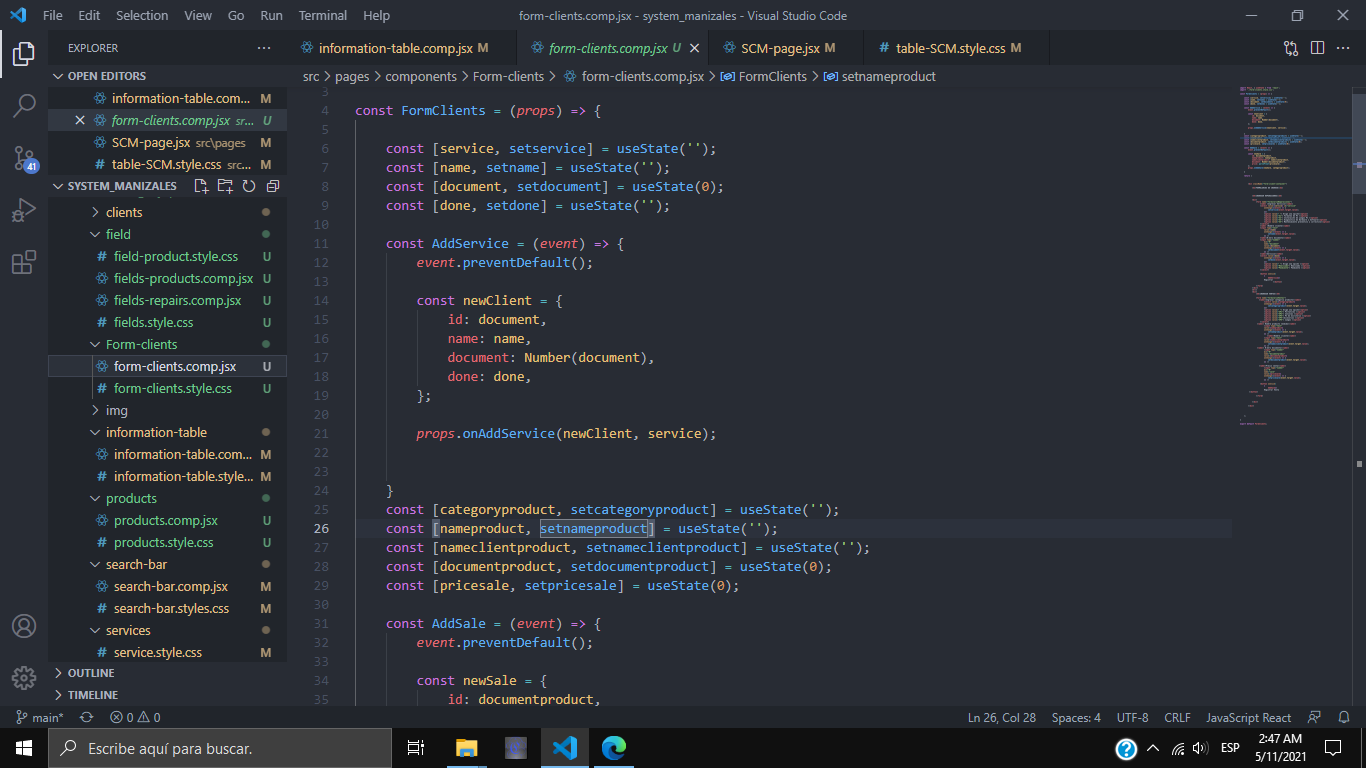 File Edit Selection View Go Run Terminal Help form-clients.comp.jsx - system_manizales - Visual Studio Code
EXPLORER
OPEN EDITORS
information-table.com... M
form-clients.comp.jsx sr... U
SCM-page.jsx src\pages M
table-SCM.style.css src... M
SYSTEM_MANIZALES
clients
field
field-product.style.css U
fields-products.comp.jsx U
fields-repairs.comp.jsx U
fields.style.css U
Form-clients
form-clients.comp.jsx U
form-clients.style.css U
img
information-table
information-table.com... M
information-table.style... M
products
products.comp.jsx U
products.style.css U
search-bar
search-bar.comp.jsx M
search-bar.styles.css M
services
service.style.css M
OUTLINE
TIMELINE
41
information-table.comp.jsx M form-clients.comp.jsx U SCM-page.jsx M table-SCM.style.css M
src > pages > components > Form-clients > form-clients.comp.jsx > FormClients > setnameproduct
3
4 const FormClients = (props) => {
5
6 const [service, setservice] = useState('');
7 const [name, setname] = useState('');
8 const [document, setdocument] = useState(0);
9 const [done, setdone] = useState('');
10
11 const AddService = (event) => {
12 event.preventDefault();
13
14 const newClient = {
15 id: document,
16 name: name,
17 document: Number(document),
18 done: done,
19 };
20
21 props.onAddService(newClient, service);
22
23
24 }
25 const [categoryproduct, setcategoryproduct] = useState('');
26 const [nameproduct, setnameproduct] = useState('');
27 const [nameclientproduct, setnameclientproduct] = useState('');
28 const [documentproduct, setdocumentproduct] = useState(0);
29 const [pricesale, setpricesale] = useState(0);
30
31 const AddSale = (event) => {
32 event.preventDefault();
33
34 const newSale = {
35 id: documentproduct,
main* 0 0 Ln 26, Col 28 Spaces: 4 UTF-8 CRLF JavaScript React
Escribe aquí para buscar.
ESP
2:47 AM
5/11/2021